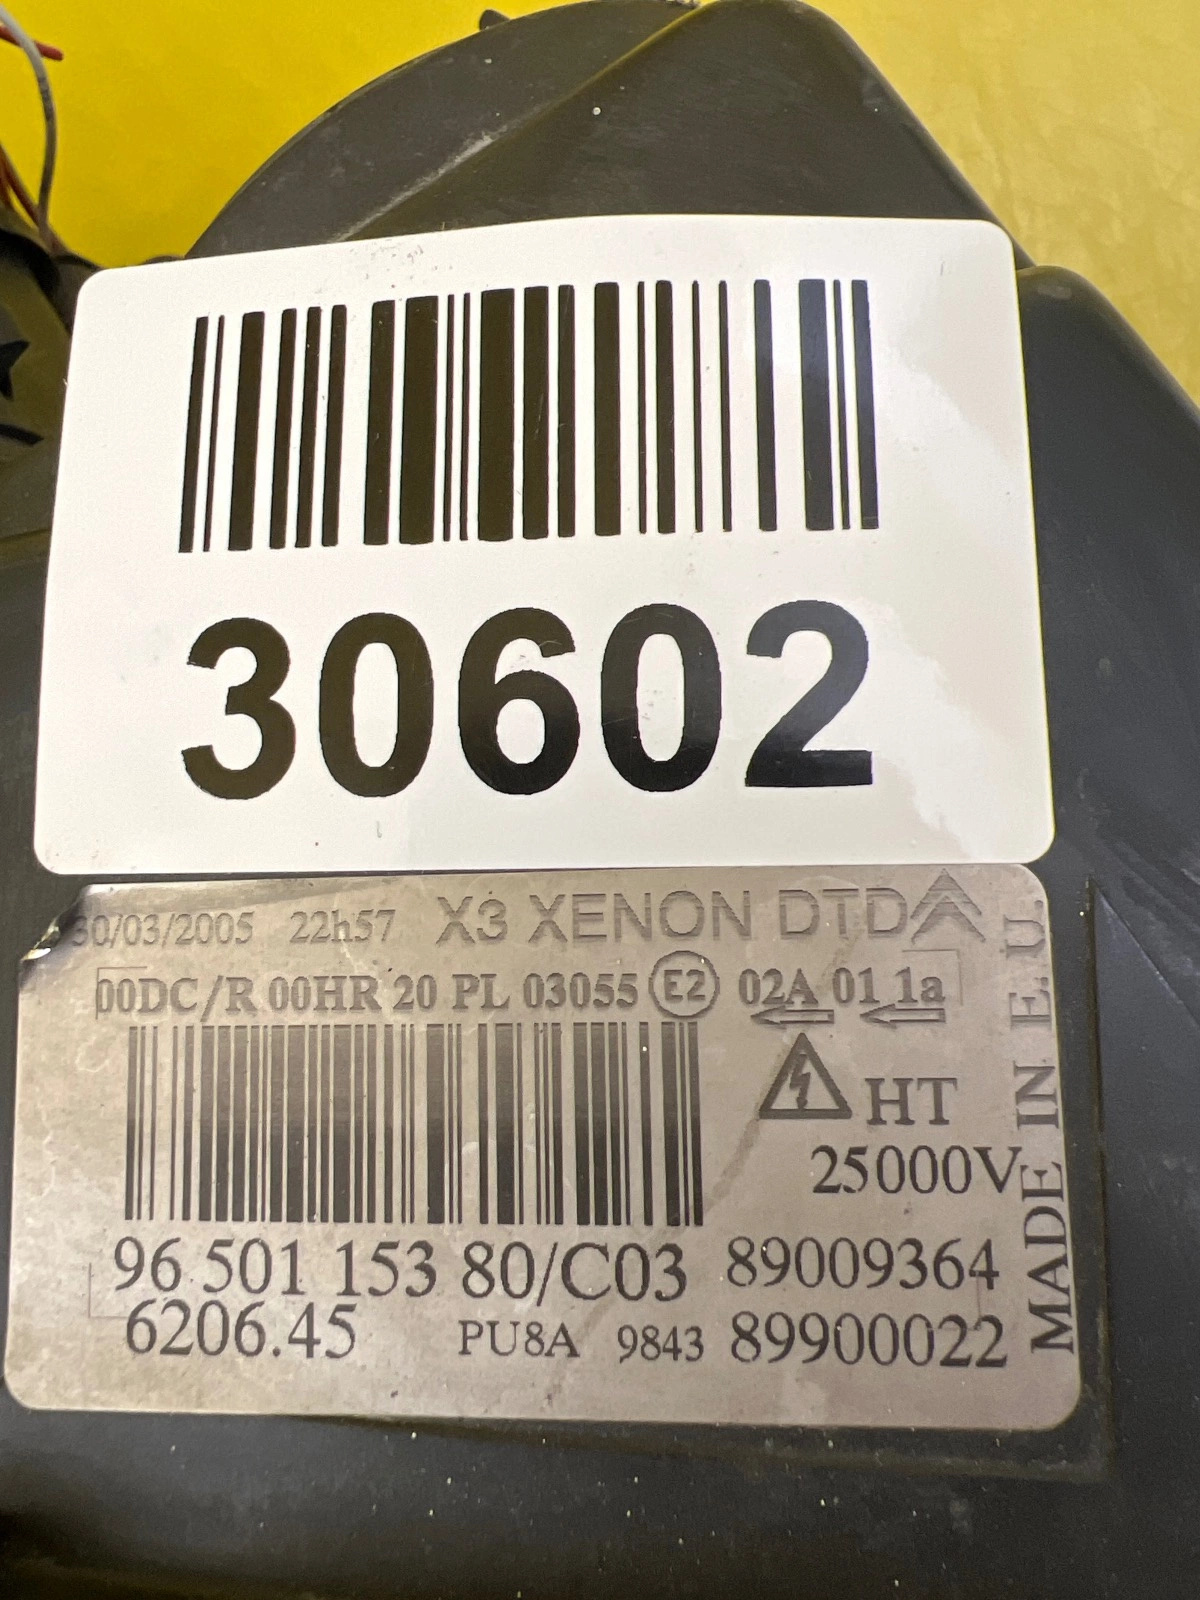 30602
30/03/2005 22h57 X3 XENON DTD
00DC/R 00HR 20 PL 03055 E2 02A 01 1a
HT
25000V
96 501 153 80/C03 89009364
6206.45 PU8A 9843 89900022
MADE IN E.U.